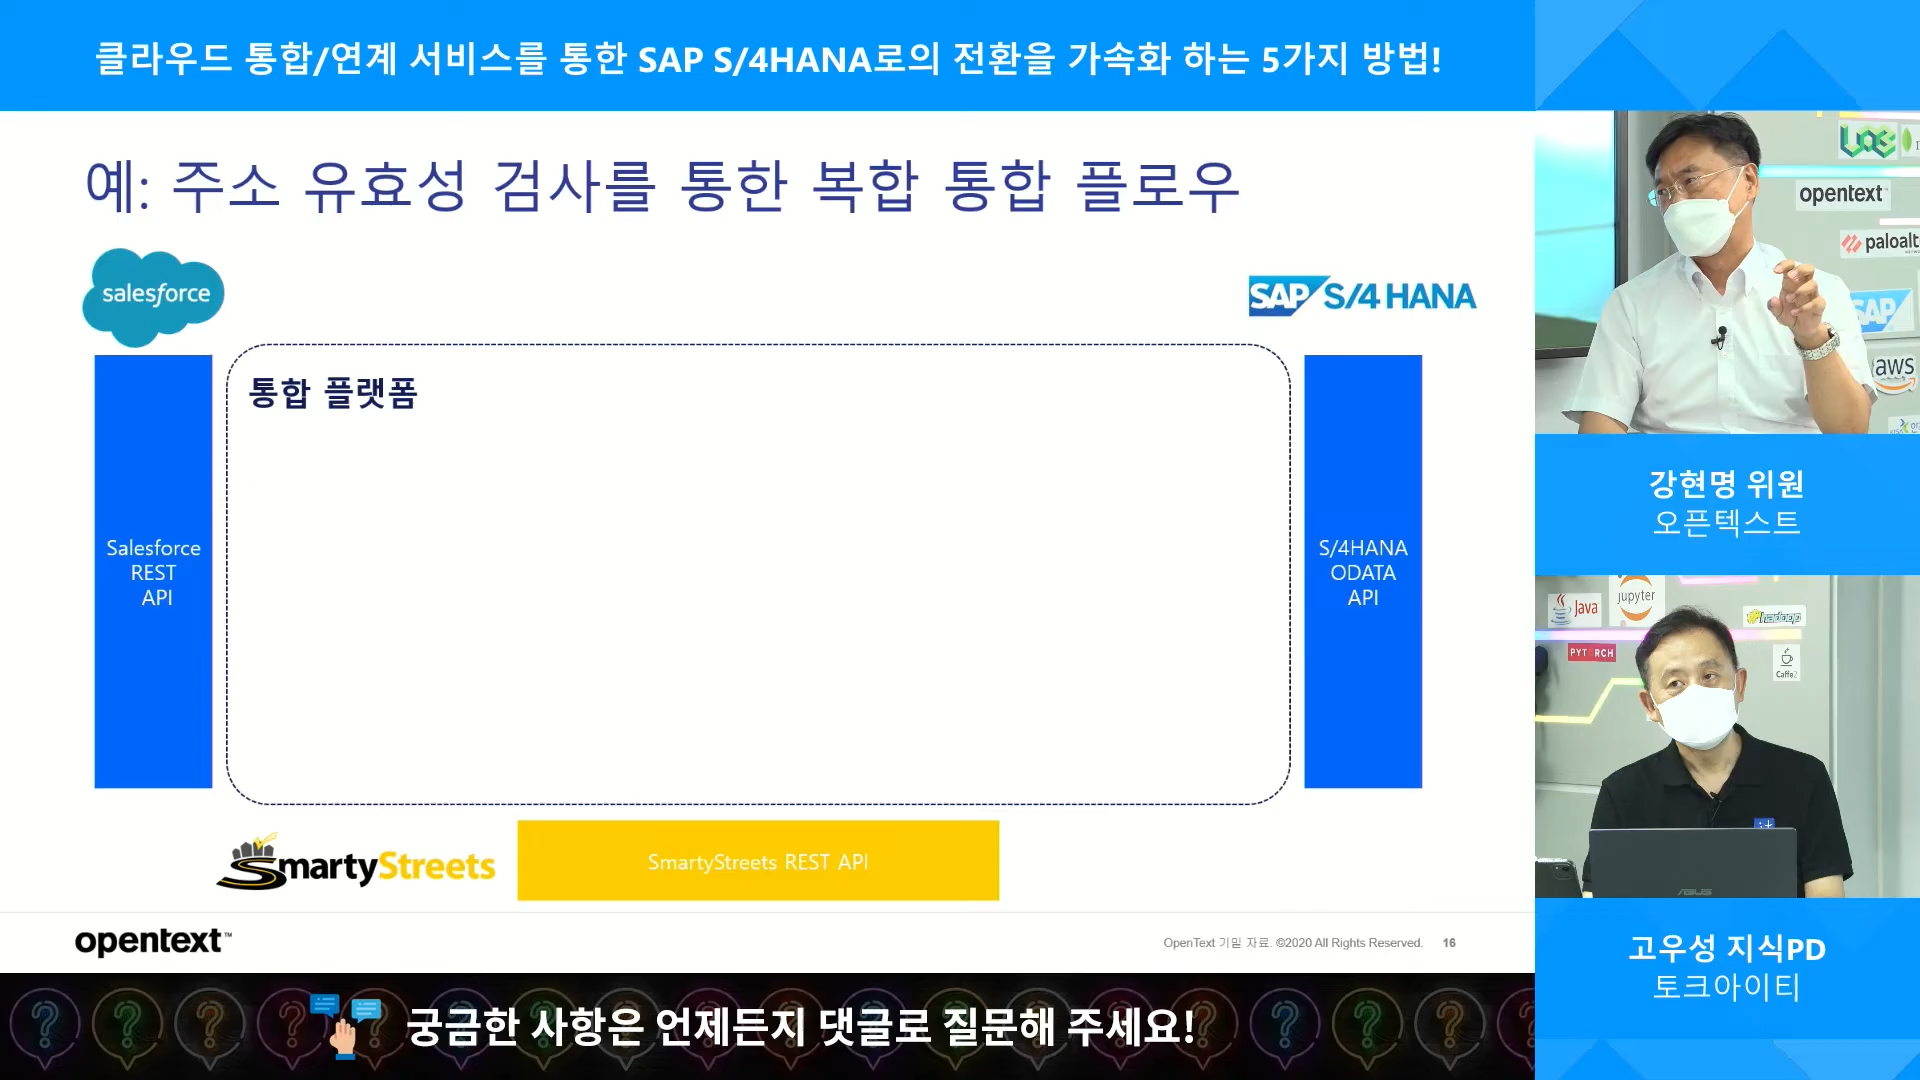 클라우드 통합/연계 서비스를 통한 SAP S/4HANA로의 전환을 가속화 하는 5가지 방법!
예: 주소 유효성 검사를 통한 복합 통합 플로우
salesforce
SAP S/4 HANA
통합 플랫폼
Salesforce
REST
API
S/4HANA
ODATA
API
SmartyStreets
SmartyStreets REST API
opentext™
OpenText 기밀 자료. ©2020 All Rights Reserved. 16
궁금한 사항은 언제든지 댓글로 질문해 주세요!
opentext
paloalt
SAP
aws
강현명 위원
오픈텍스트
Java
jupyter
hadoop
PYTORCH
Caffe2
ASUS
고우성 지식PD
토크아이티